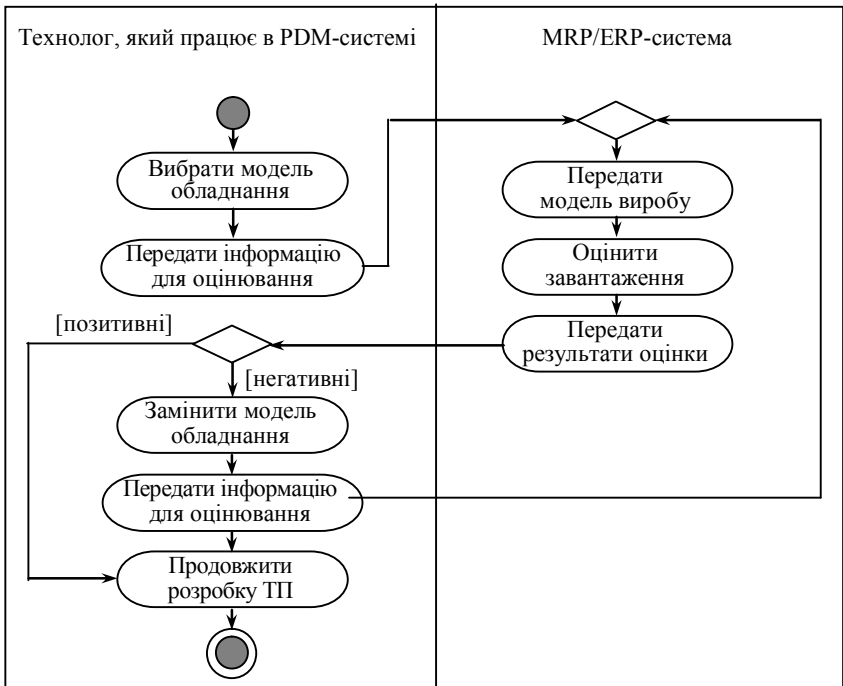 Технолог, який працює в PDM-системі
MRP/ERP-система
Вибрати модель
обладнання
Передати інформацію
для оцінювання
Передати
модель виробу
Оцінити
завантаження
Передати
результати оцінки
[позитивні]
[негативні]
Замінити модель
обладнання
Передати інформацію
для оцінювання
Продовжити
розробку ТП